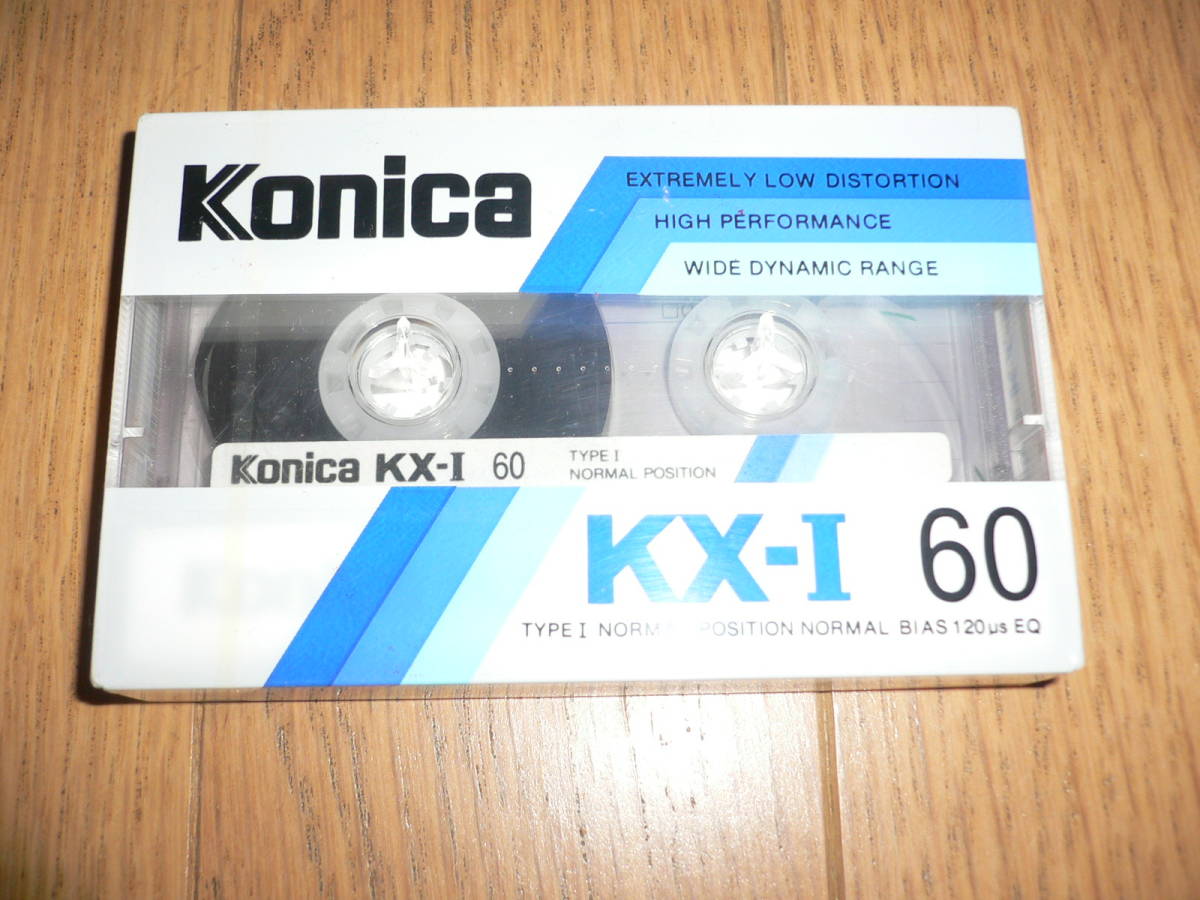 Konica
EXTREMELY LOW DISTORTION
HIGH PERFORMANCE
WIDE DYNAMIC RANGE
Konica KX-I 60
TYPE I
NORMAL POSITION
KX-I 60
TYPE I NORMAL POSITION NORMAL BIAS 120µs EQ